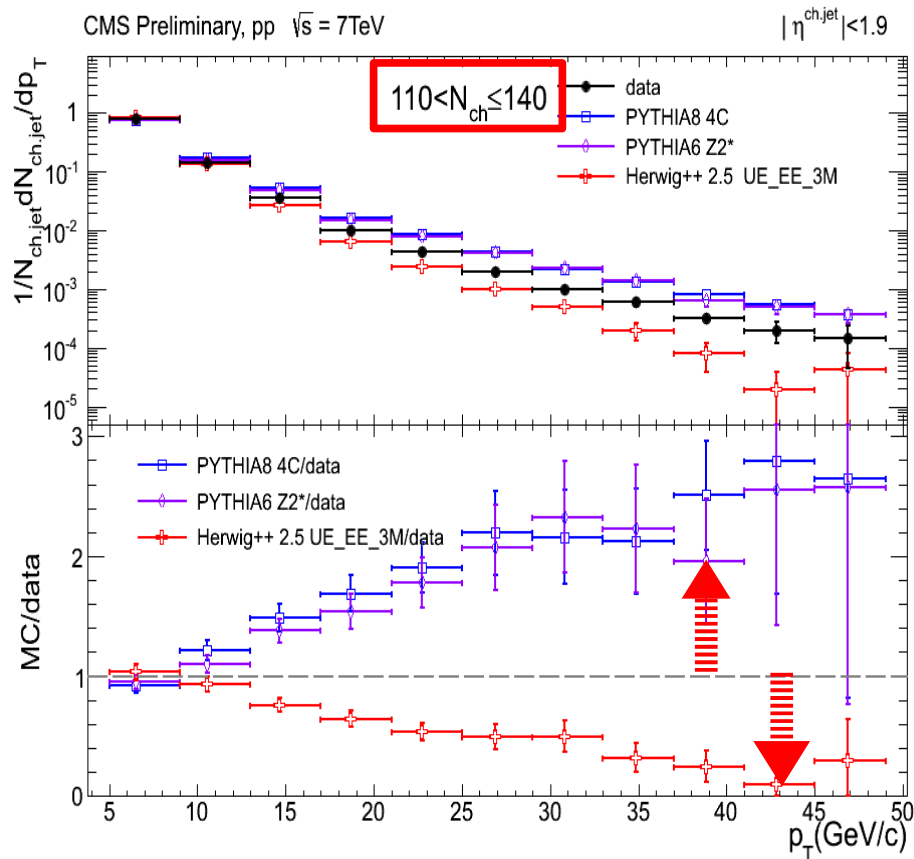 CMS Preliminary, pp √s = 7TeV
|η^ch.jet|<1.9
110<N_ch≤140
data
PYTHIA8 4C
PYTHIA6 Z2*
Herwig++ 2.5 UE_EE_3M
1/N_ch.jet dN_ch.jet/dp_T
1
10^-1
10^-2
10^-3
10^-4
10^-5
PYTHIA8 4C/data
PYTHIA6 Z2*/data
Herwig++ 2.5 UE_EE_3M/data
MC/data
3
2
1
0
5 10 15 20 25 30 35 40 45 50
p_T(GeV/c)